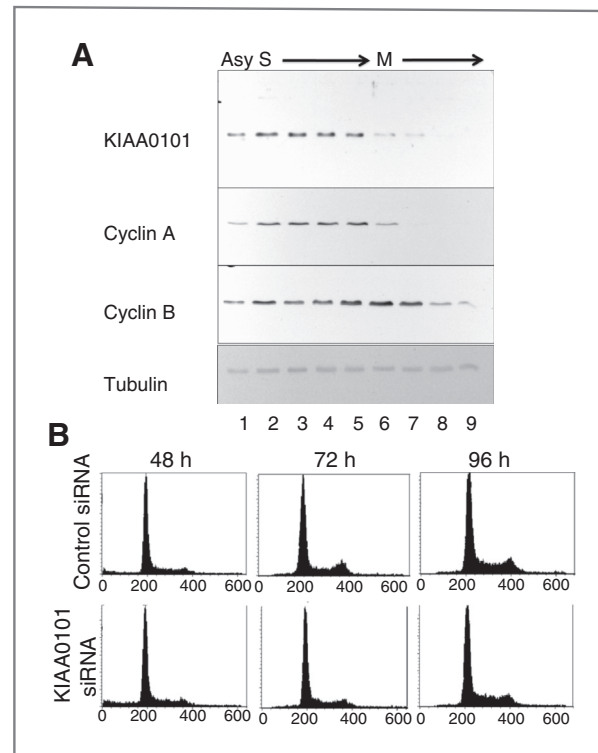 A
Asy S M
KIAA0101
Cyclin A
Cyclin B
Tubulin
1 2 3 4 5 6 7 8 9
B
48 h 72 h 96 h
Control siRNA
0 200 400 600 0 200 400 600 0 200 400 600
KIAA0101
siRNA
0 200 400 600 0 200 400 600 0 200 400 600